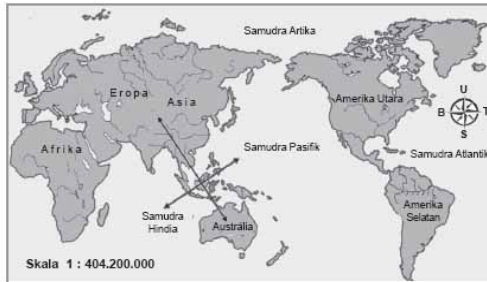 Samudra Artika
Eropa
Asia
Amerika Utara
U
B
T
S
Afrika
Samudra Pasifik
Samudra Atlantik
Samudra
Hindia
Australia
Amerika
Selatan
Skala 1 : 404.200.000